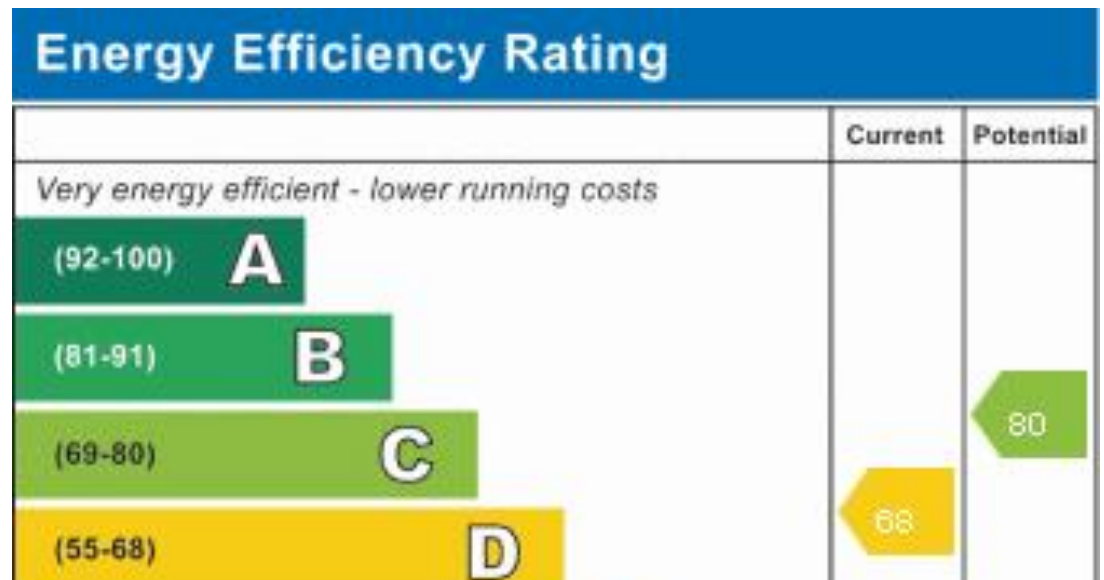 Energy Efficiency Rating
Current Potential
Very energy efficient - lower running costs
(92-100) A
(81-91) B
(69-80) C
80
68
(55-68) D